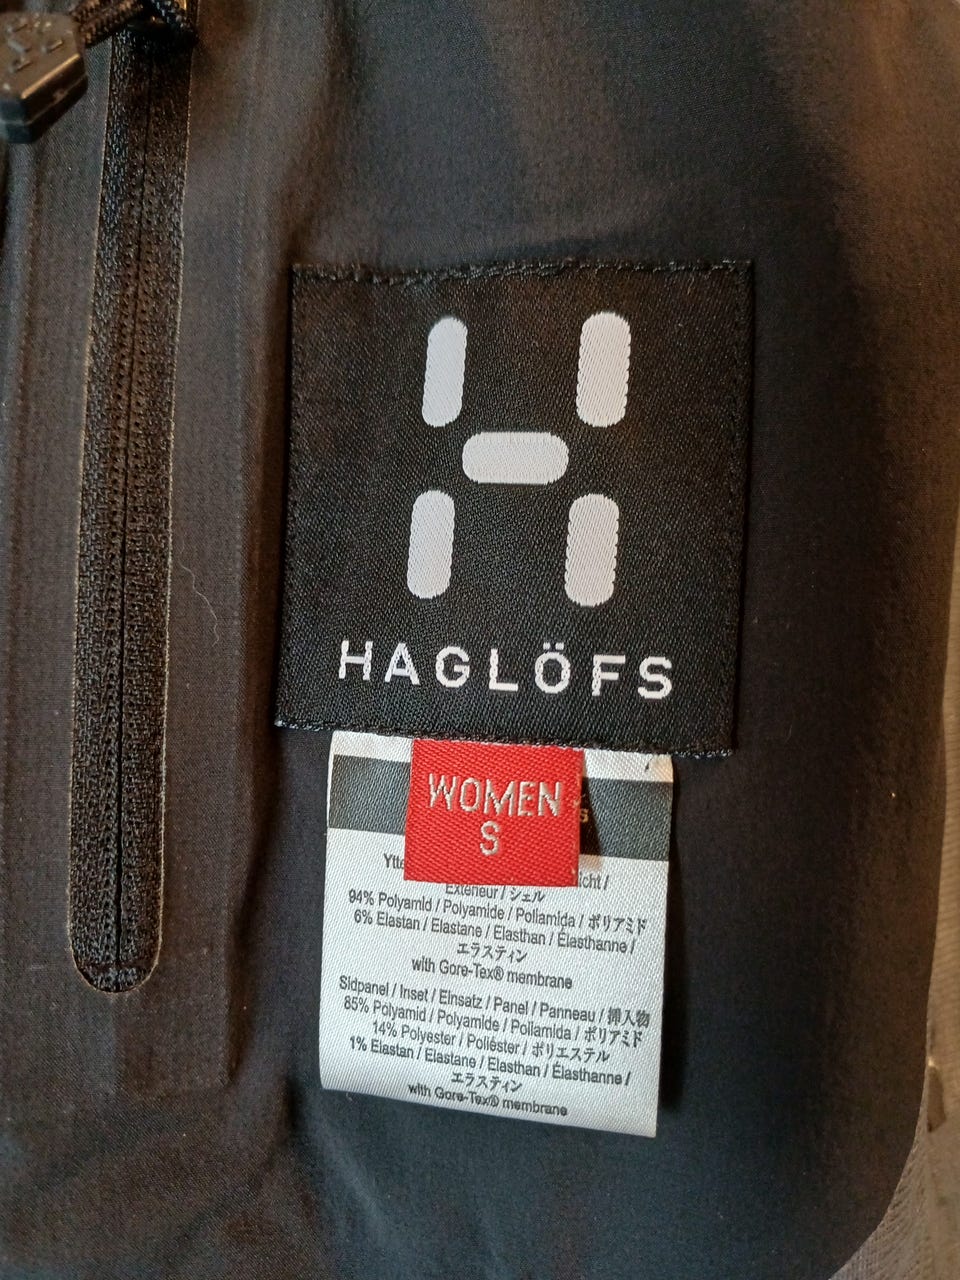 HAGLÖFS
WOMEN
S
Extérieur / シェル
94% Polyamid / Polyamide / Poliamida / ポリアミド
6% Elastan / Elastane / Elasthan / Élasthanne /
エラスティン
with Gore-Tex® membrane
Sidpanel / Inset / Einsatz / Panel / Panneau / 挿入物
85% Polyamid / Polyamide / Poliamida / ポリアミド
14% Polyester / Poliéster / ポリエステル
1% Elastan / Elastane / Elasthan / Élasthanne /
エラスティン
with Gore-Tex® membrane